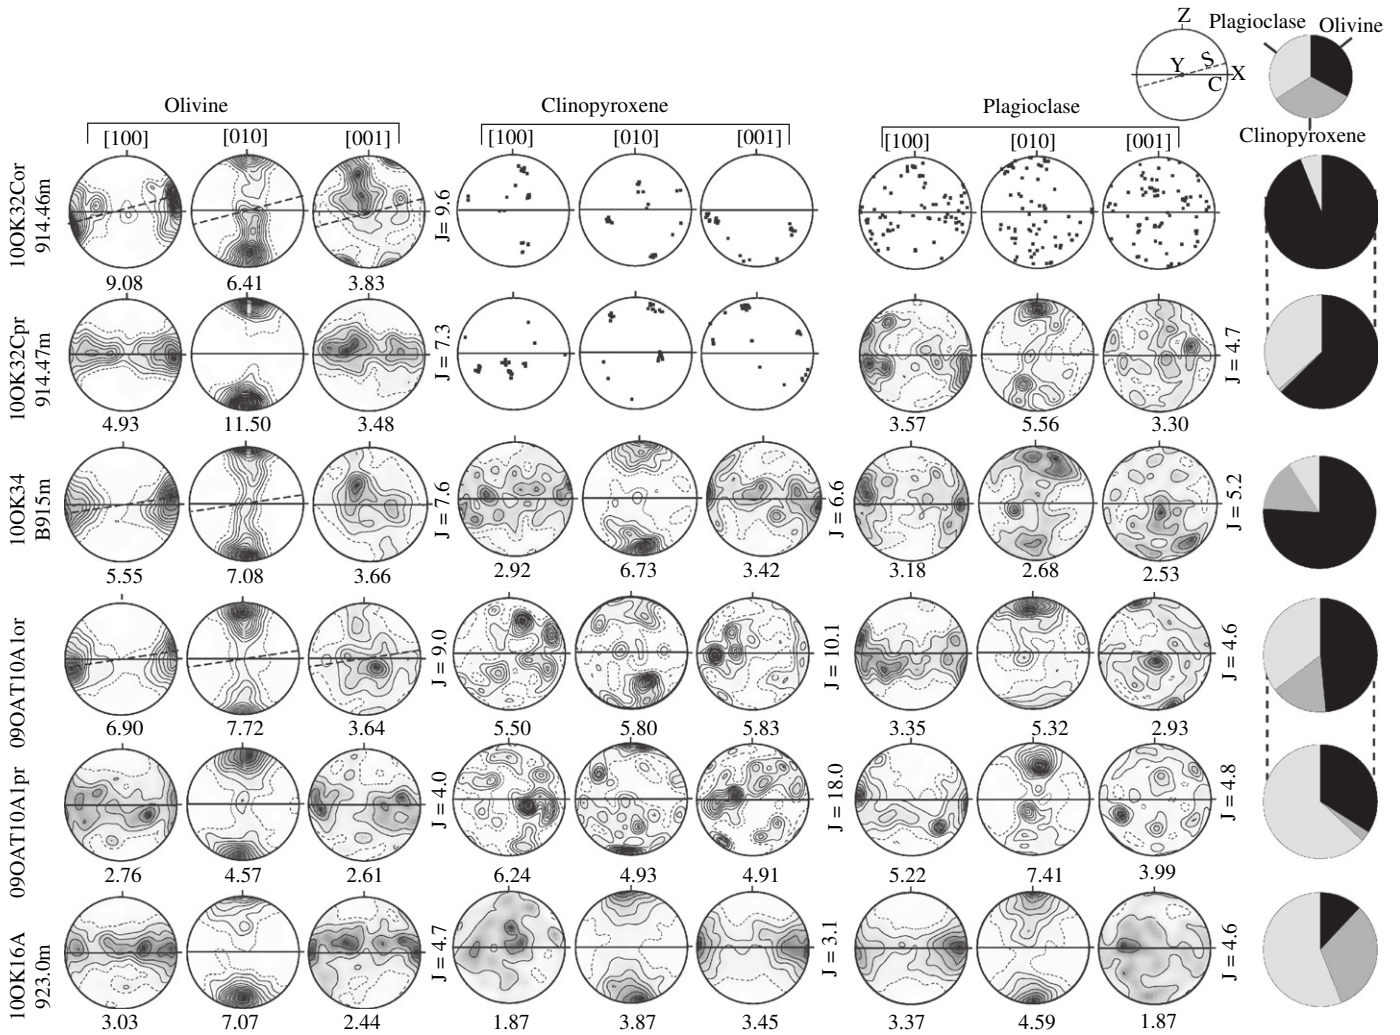 Z
Plagioclase Olivine
S
Y X
C
Olivine Clinopyroxene Plagioclase Clinopyroxene
[100] [010] [001] [100] [010] [001] [100] [010] [001]
10OK32Cor
914.46m
J = 9.6
9.08 6.41 3.83
10OK32Cpr
914.47m
J = 7.3
J = 4.7
4.93 11.50 3.48 3.57 5.56 3.30
10OK34
B915m
J = 7.6
J = 6.6
J = 5.2
5.55 7.08 3.66 2.92 6.73 3.42 3.18 2.68 2.53
09OAT10A1or
J = 9.0
J = 10.1
J = 4.6
6.90 7.72 3.64 5.50 5.80 5.83 3.35 5.32 2.93
09OAT10A1pr
J = 4.0
J = 18.0
J = 4.8
2.76 4.57 2.61 6.24 4.93 4.91 5.22 7.41 3.99
10OK16A
923.0m
J = 4.7
J = 3.1
J = 4.6
3.03 7.07 2.44 1.87 3.87 3.45 3.37 4.59 1.87